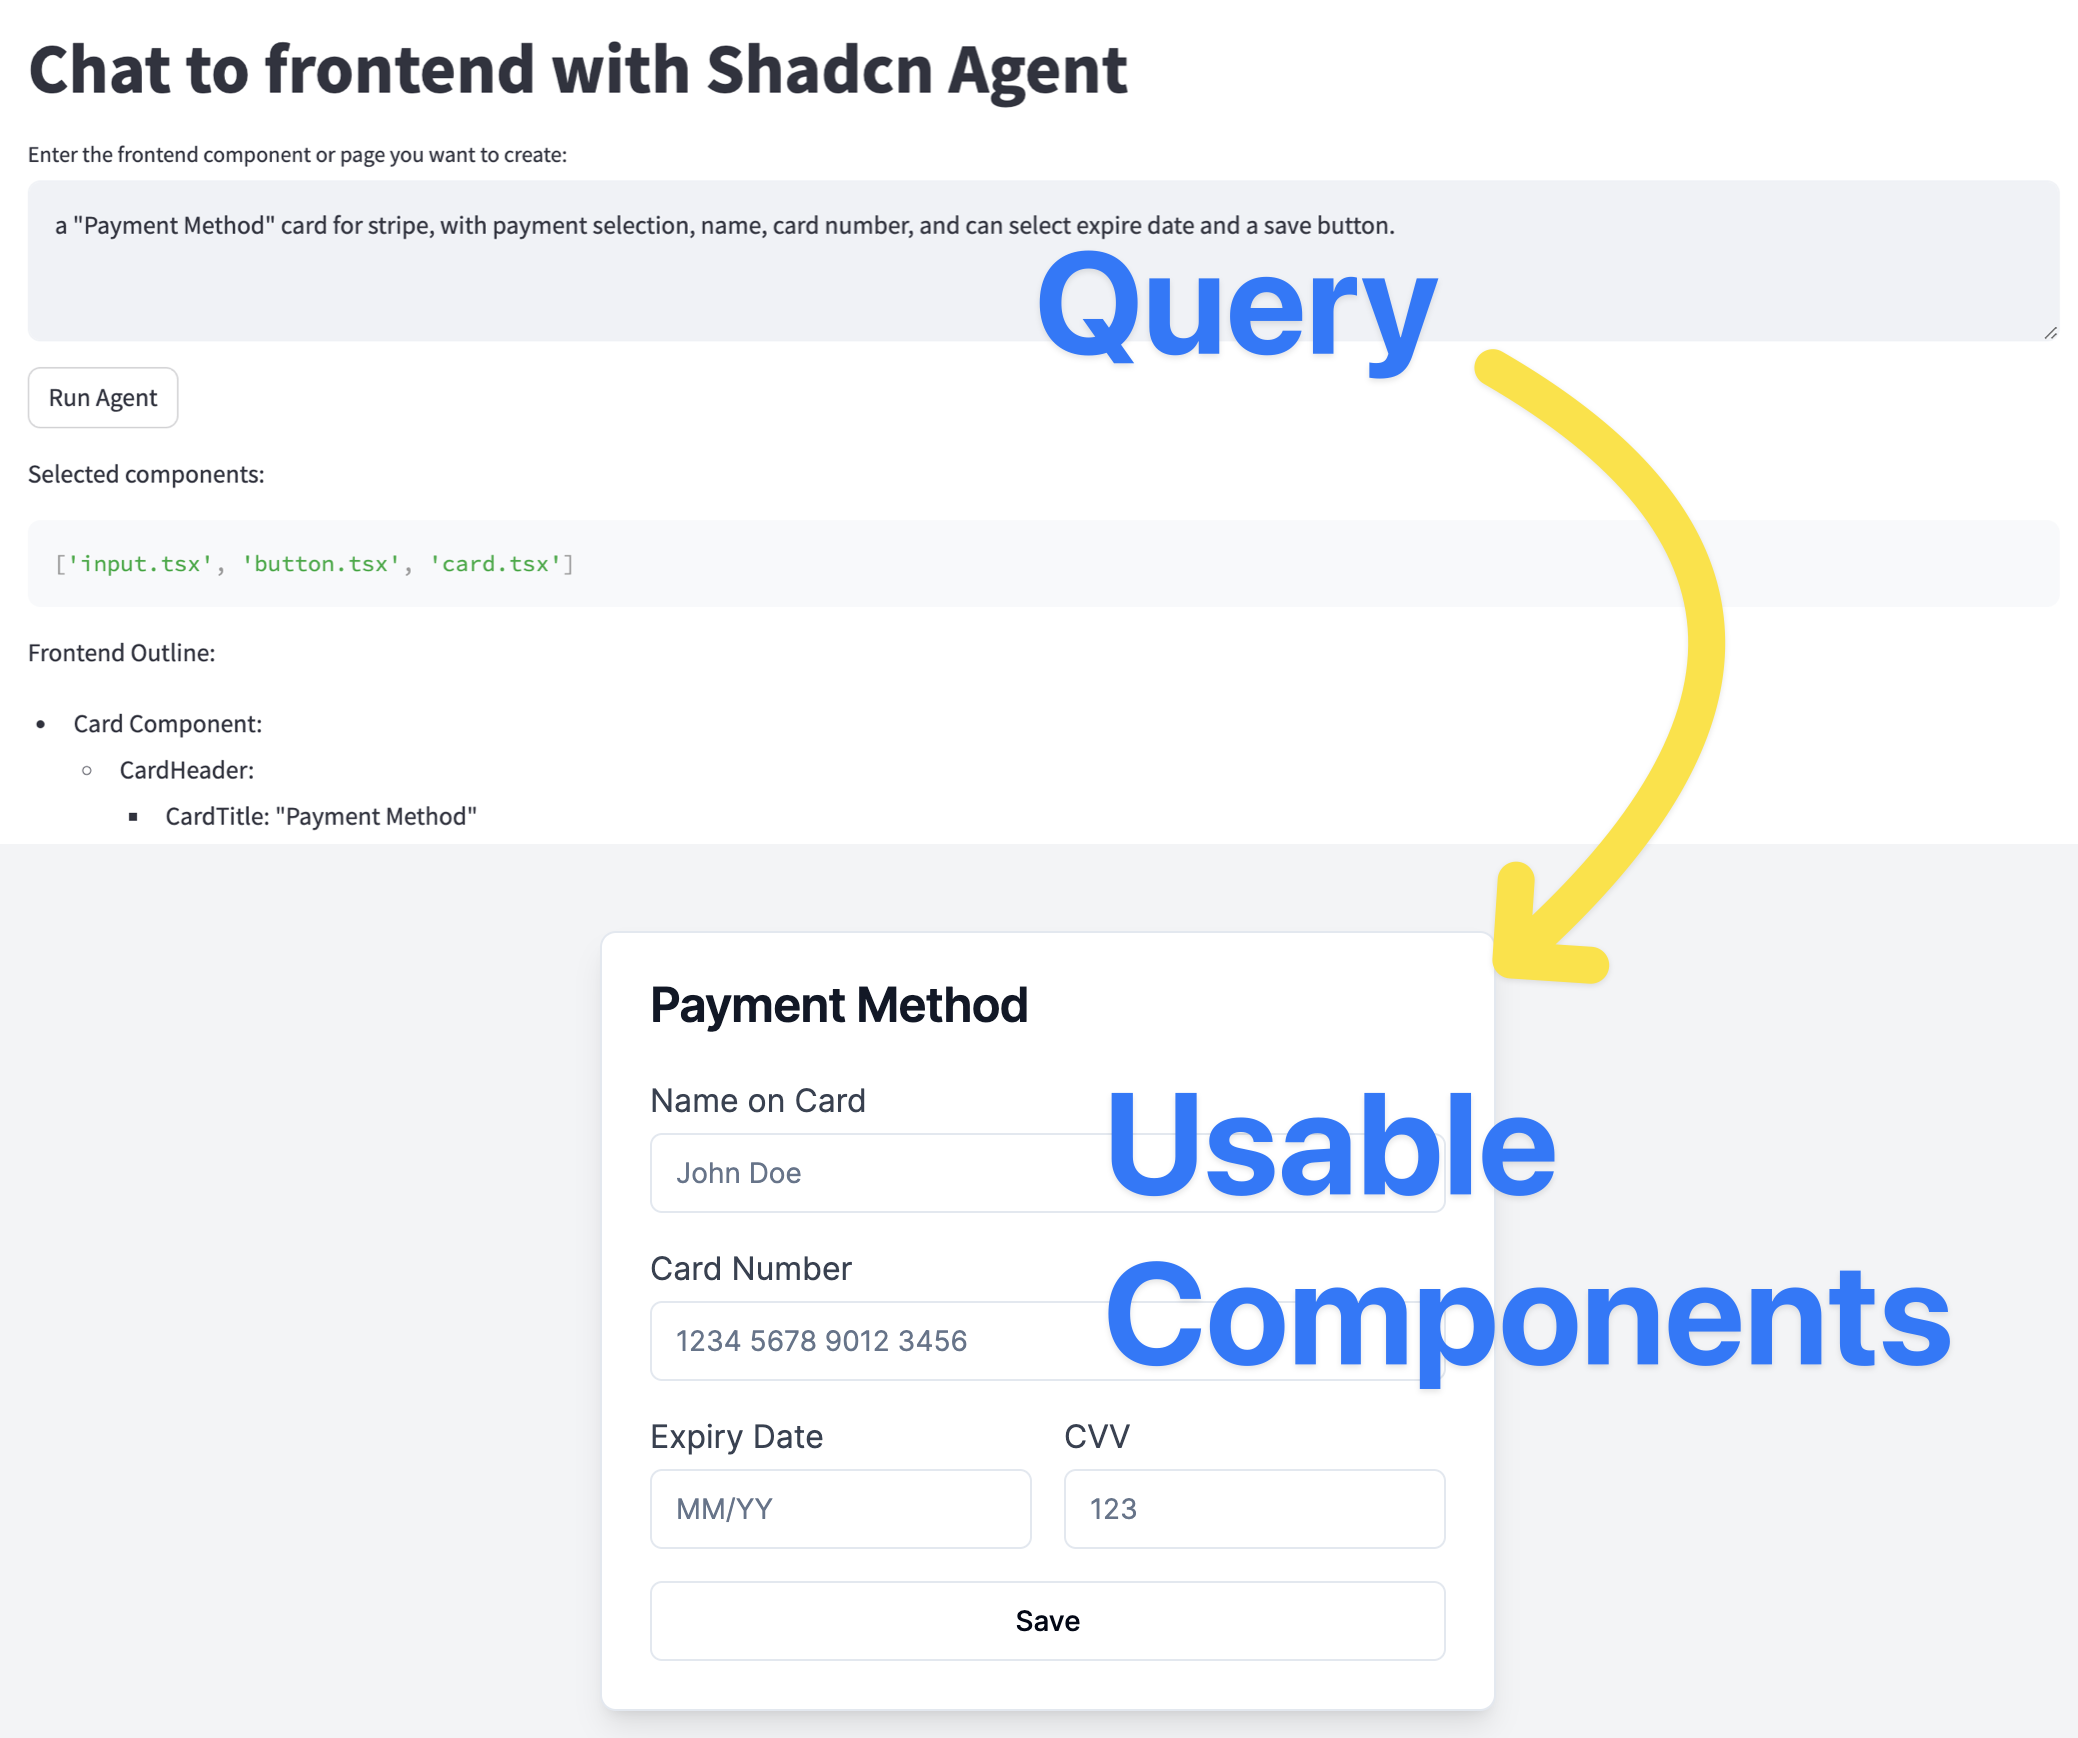 Chat to frontend with Shadcn Agent
Enter the frontend component or page you want to create:
a "Payment Method" card for stripe, with payment selection, name, card number, and can select expire date and a save button.
Query
Run Agent
Selected components:
['input.tsx', 'button.tsx', 'card.tsx']
Frontend Outline:
Card Component:
CardHeader:
CardTitle: "Payment Method"
Payment Method
Name on Card
John Doe
Usable
Card Number
1234 5678 9012 3456
Components
Expiry Date
CVV
MM/YY
123
Save